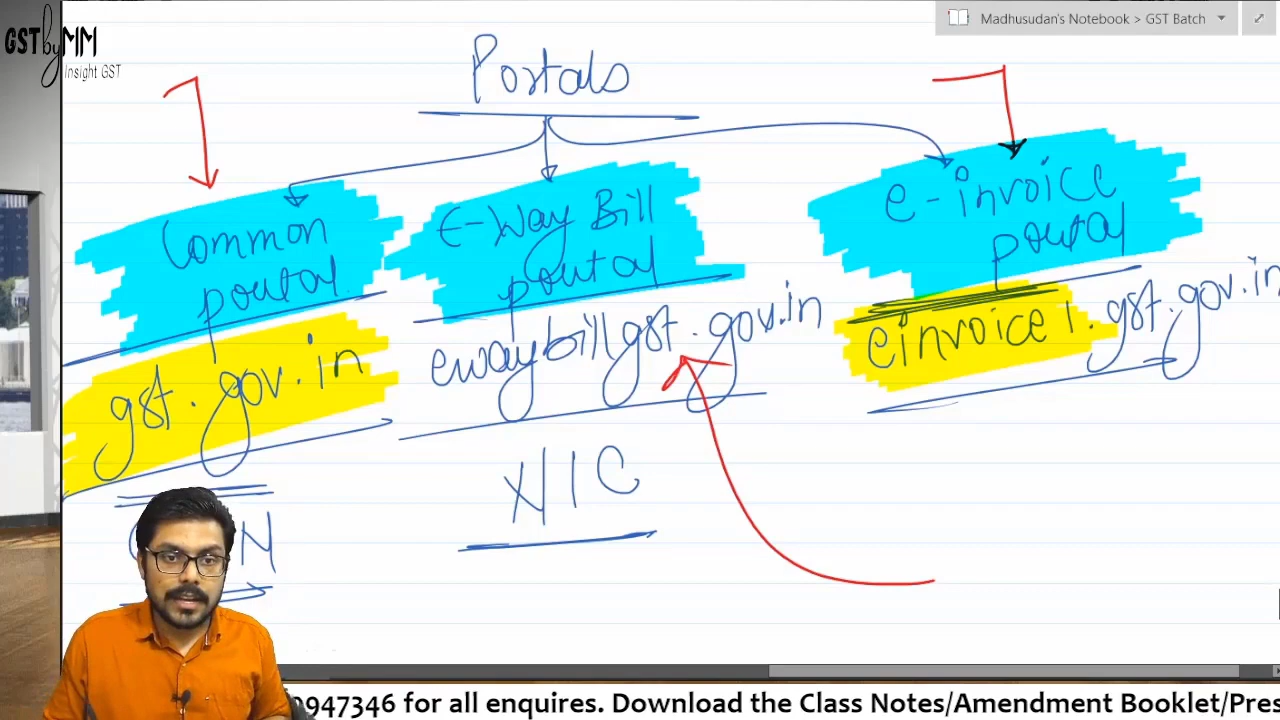 GST by MM
Insight GST
Madhusudan's Notebook > GST Batch
Portals
Common
portal
gst.gov.in
E-Way Bill
portal
ewaybillgst.gov.in
NIC
e-invoice
portal
einvoice1.gst.gov.in
9947346 for all enquires. Download the Class Notes/Amendment Booklet/Pres